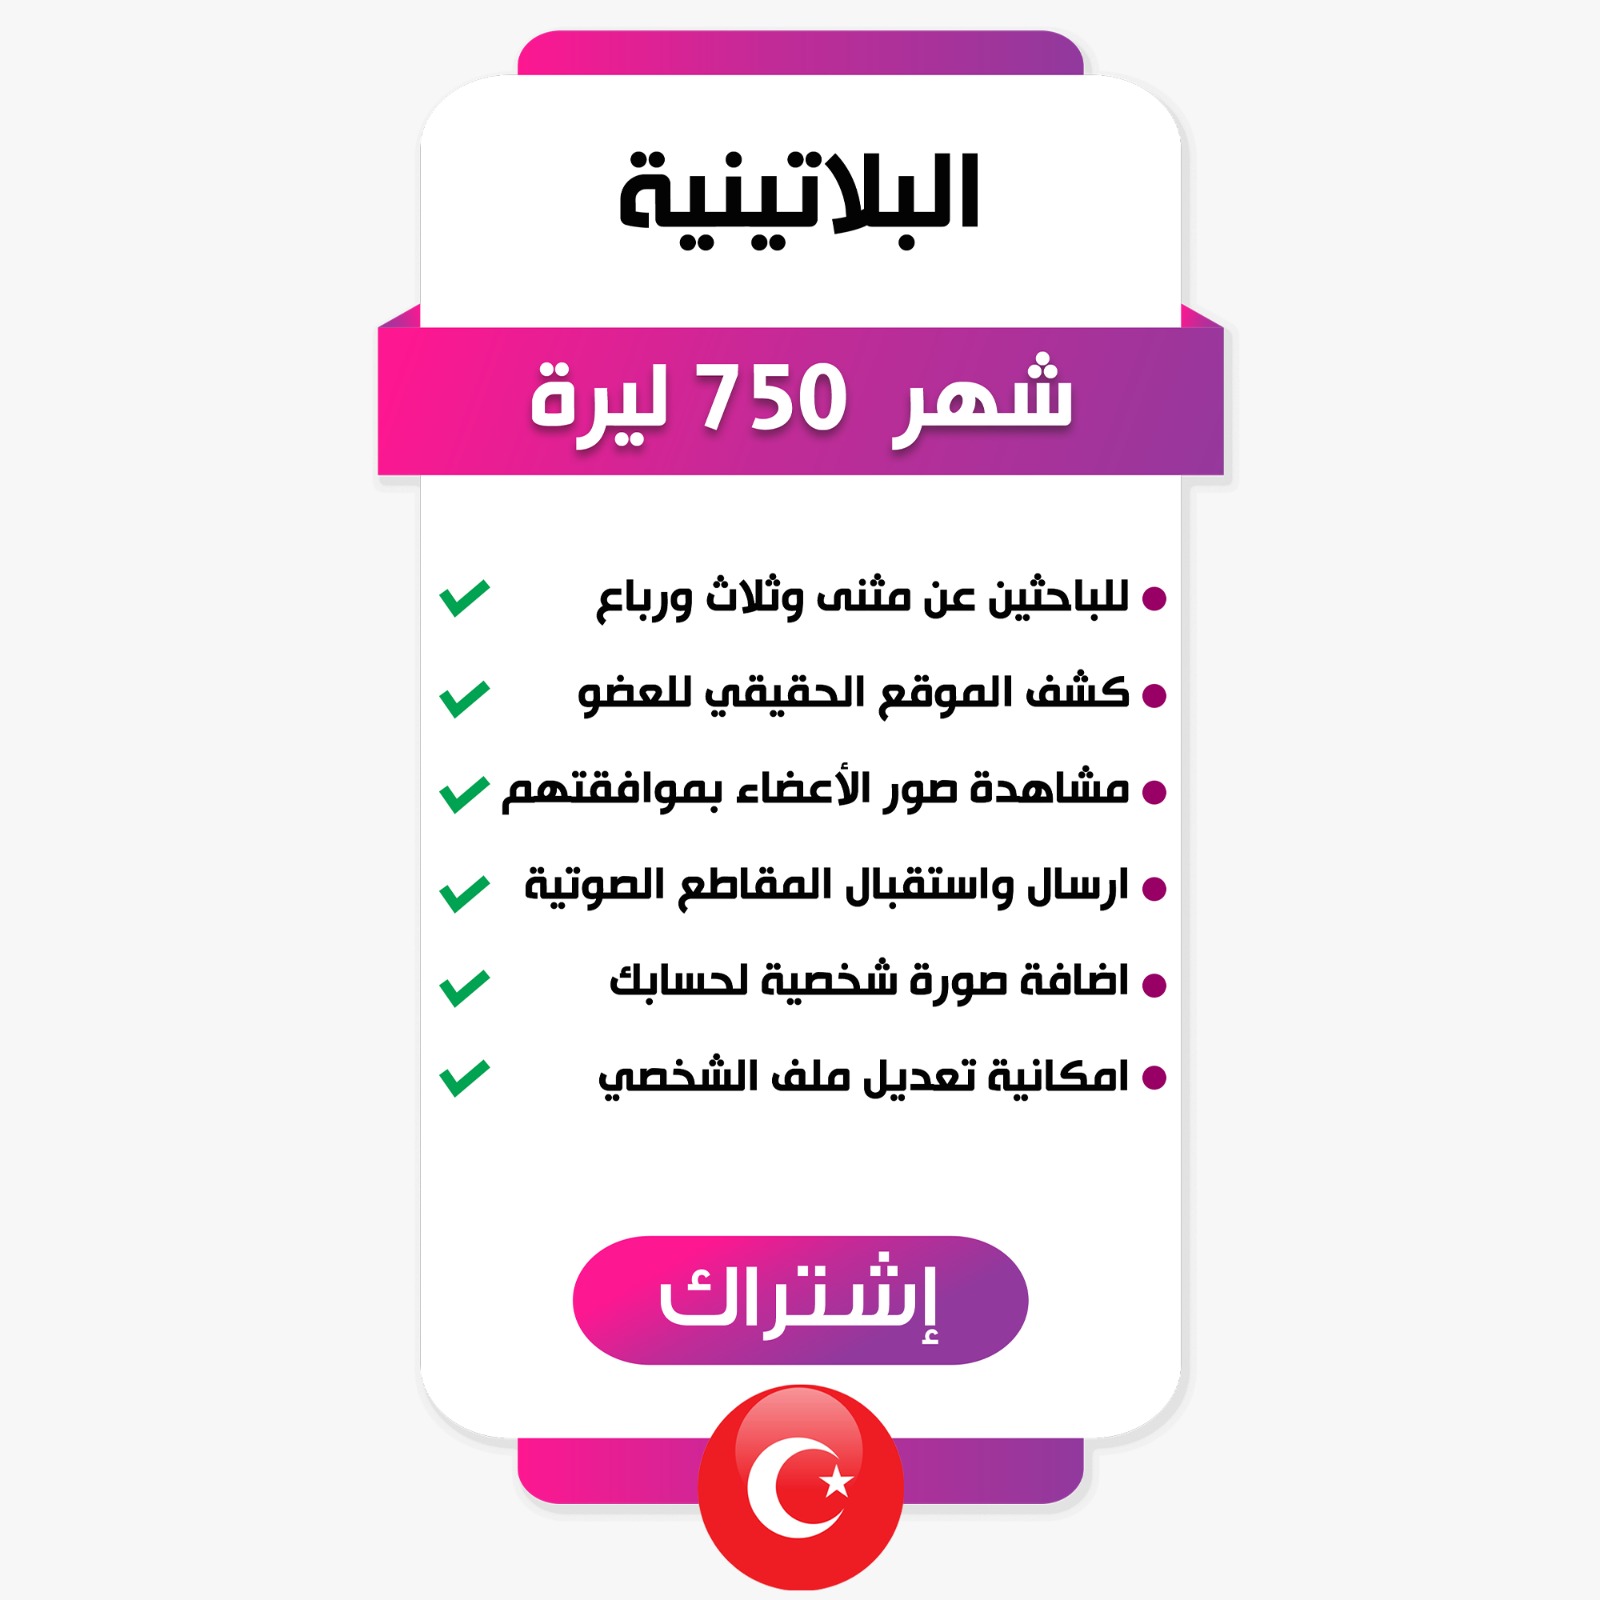 البلاتينية
شهر 750 ليرة
للباحثين عن مثنى وثلاث ورباع
كشف الموقع الحقيقي للعضو
مشاهدة صور الأعضاء بموافقتهم
ارسال واستقبال المقاطع الصوتية
اضافة صورة شخصية لحسابك
امكانية تعديل ملف الشخصي
إشتراك